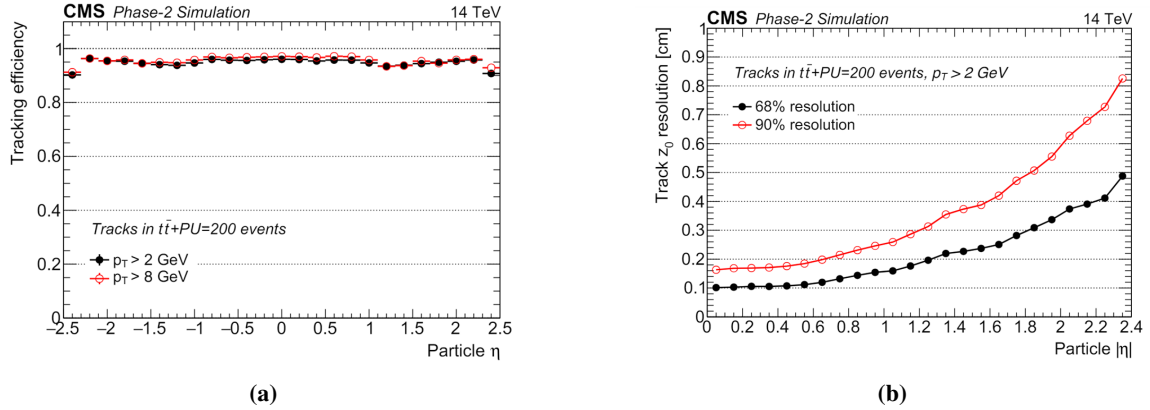 CMS Phase-2 Simulation 14 TeV
Tracking efficiency
1
0.8
0.6
0.4
0.2
0
Tracks in tt̄+PU=200 events
p_T > 2 GeV
p_T > 8 GeV
−2.5 −2 −1.5 −1 −0.5 0 0.5 1 1.5 2 2.5
Particle η
(a)
CMS Phase-2 Simulation 14 TeV
Track z_0 resolution [cm]
1
0.9
0.8
0.7
0.6
0.5
0.4
0.3
0.2
0.1
0
Tracks in tt̄+PU=200 events, p_T > 2 GeV
68% resolution
90% resolution
0 0.2 0.4 0.6 0.8 1 1.2 1.4 1.6 1.8 2 2.2 2.4
Particle |η|
(b)